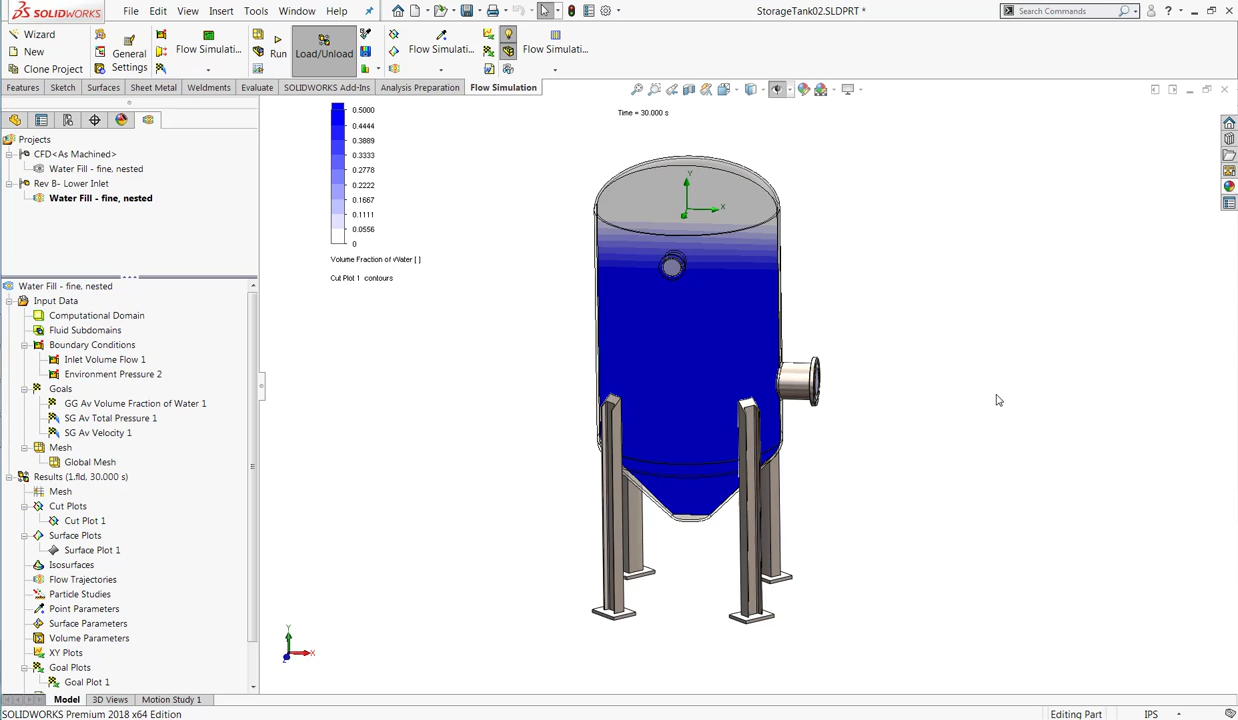 SOLIDWORKS
File Edit View Insert Tools Window Help
StorageTank02.SLDPRT *
Search Commands
Wizard
New
Clone Project
General
Settings
Flow Simulati...
Run
Load/Unload
Flow Simulati...
Flow Simulati...
Features Sketch Surfaces Sheet Metal Weldments Evaluate SOLIDWORKS Add-Ins Analysis Preparation Flow Simulation
Projects
CFD<As Machined>
Water Fill - fine, nested
Rev B- Lower Inlet
Water Fill - fine, nested
Water Fill - fine, nested
Input Data
Computational Domain
Fluid Subdomains
Boundary Conditions
Inlet Volume Flow 1
Environment Pressure 2
Goals
GG Av Volume Fraction of Water 1
SG Av Total Pressure 1
SG Av Velocity 1
Mesh
Global Mesh
Results (1.fld, 30.000 s)
Mesh
Cut Plots
Cut Plot 1
Surface Plots
Surface Plot 1
Isosurfaces
Flow Trajectories
Particle Studies
Point Parameters
Surface Parameters
Volume Parameters
XY Plots
Goal Plots
Goal Plot 1
0.5000
0.4444
0.3889
0.3333
0.2778
0.2222
0.1667
0.1111
0.0556
0
Volume Fraction of Water [ ]
Cut Plot 1 contours
Time = 30.000 s
Y
X
Y
X
Z
Model 3D Views Motion Study 1
SOLIDWORKS Premium 2018 x64 Edition
Editing Part
IPS